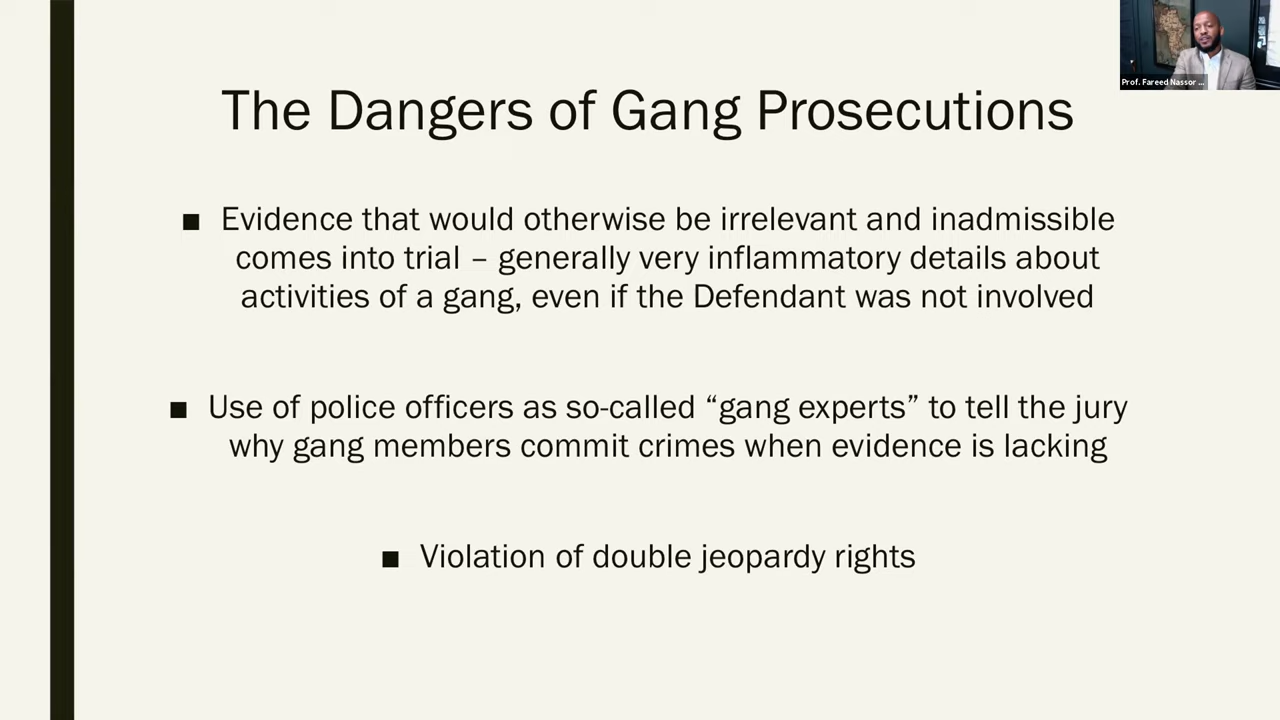 Prof. Fareed Nassor ...
The Dangers of Gang Prosecutions
■ Evidence that would otherwise be irrelevant and inadmissible
comes into trial – generally very inflammatory details about
activities of a gang, even if the Defendant was not involved
■ Use of police officers as so-called “gang experts” to tell the jury
why gang members commit crimes when evidence is lacking
■ Violation of double jeopardy rights